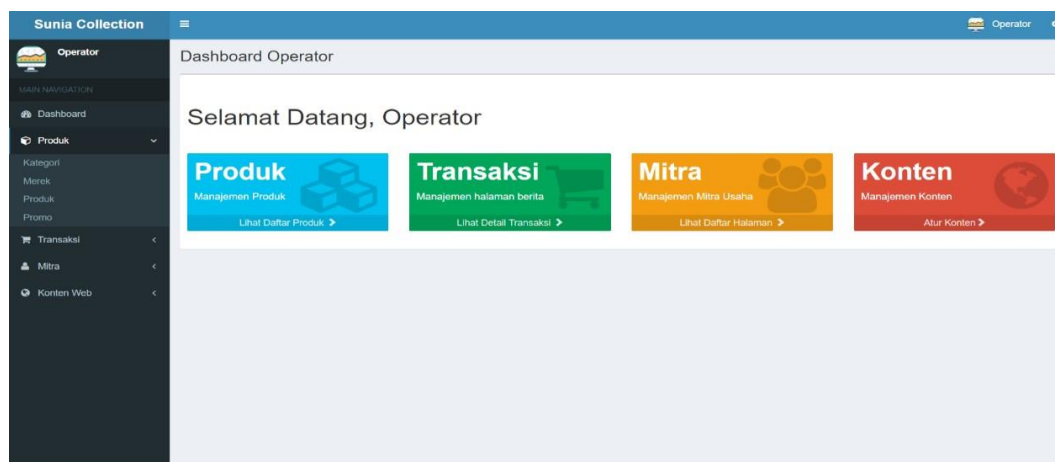 Sunia Collection
Operator
Operator
MAIN NAVIGATION
Dashboard
Produk
Kategori
Merek
Produk
Promo
Transaksi
Mitra
Konten Web
Dashboard Operator
Selamat Datang, Operator
Produk
Manajemen Produk
Lihat Daftar Produk
Transaksi
Manajemen halaman berita
Lihat Detail Transaksi
Mitra
Manajemen Mitra Usaha
Lihat Daftar Halaman
Konten
Manajemen Konten
Atur Konten